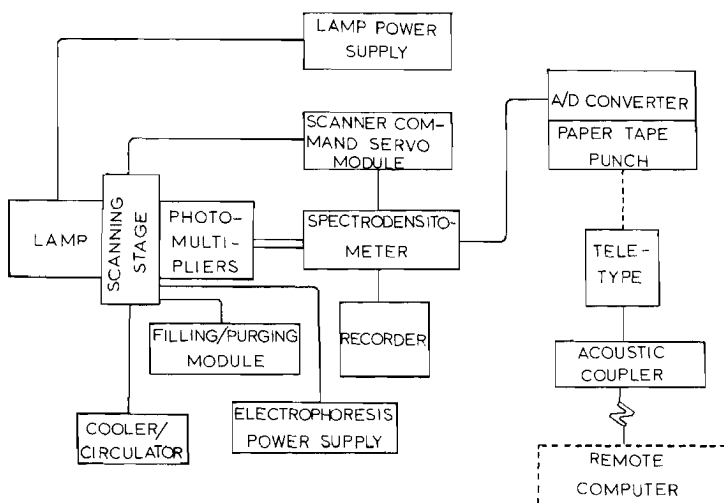 LAMP POWER
SUPPLY
SCANNER COM-
MAND SERVO
MODULE
A/D CONVERTER
PAPER TAPE
PUNCH
LAMP
SCANNING
STAGE
PHOTO-
MULTI-
PLIERS
SPECTRODENSITO-
METER
TELE-
TYPE
FILLING/PURGING
MODULE
RECORDER
ACOUSTIC
COUPLER
COOLER/
CIRCULATOR
ELECTROPHORESIS
POWER SUPPLY
REMOTE
COMPUTER